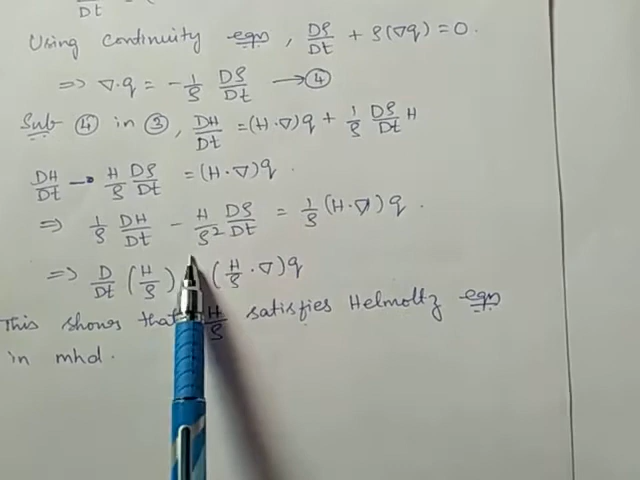 Dt
Using Continuity eqn, Dρ/Dt + ρ(∇q) = 0.
=> ∇·q = -1/ρ Dρ/Dt → ④
Sub ④ in ③, DH/Dt = (H·∇)q + 1/ρ Dρ/Dt H
DH/Dt - H/ρ Dρ/Dt = (H·∇)q.
=> 1/ρ DH/Dt - H/ρ² Dρ/Dt = 1/ρ (H·∇)q.
=> D/Dt (H/ρ) (H/ρ·∇)q
This shows that H/ρ satisfies Helmoltz eqn
in mhd.